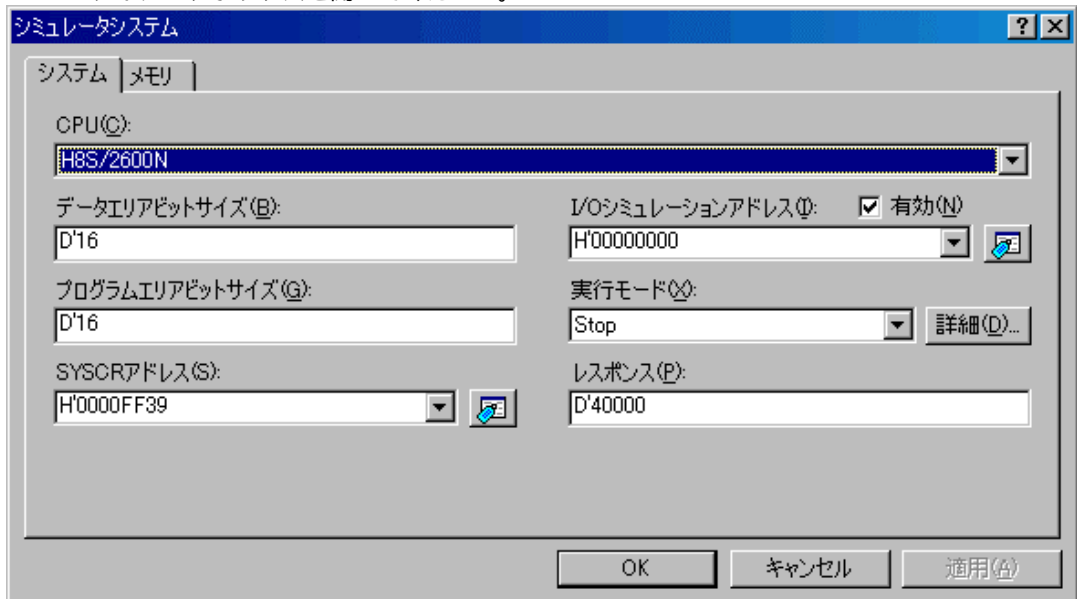 シミュレータシステム
システム メモリ
CPU(C):
H8S/2600N
データエリアビットサイズ(B): I/Oシミュレーションアドレス(I): 有効(N)
D'16 H'00000000
プログラムエリアビットサイズ(G): 実行モード(X):
D'16 Stop 詳細(D)...
SYSCRアドレス(S): レスポンス(P):
H'0000FF39 D'40000
OK キャンセル 適用(A)